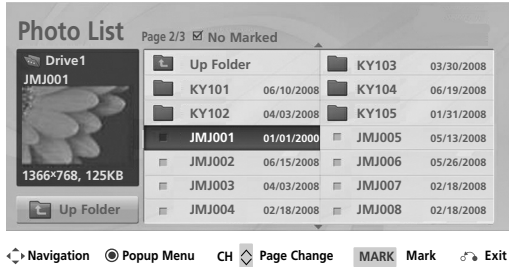 Photo List
Page 2/3 No Marked
Drive1
JMJ001
1366×768, 125KB
Up Folder
Up Folder
KY101 06/10/2008
KY102 04/03/2008
JMJ001 01/01/2000
JMJ002 06/15/2008
JMJ003 04/03/2008
JMJ004 02/18/2008
KY103 03/30/2008
KY104 06/19/2008
KY105 01/31/2008
JMJ005 05/13/2008
JMJ006 05/26/2008
JMJ007 02/18/2008
JMJ008 02/18/2008
Navigation Popup Menu CH Page Change MARK Mark Exit